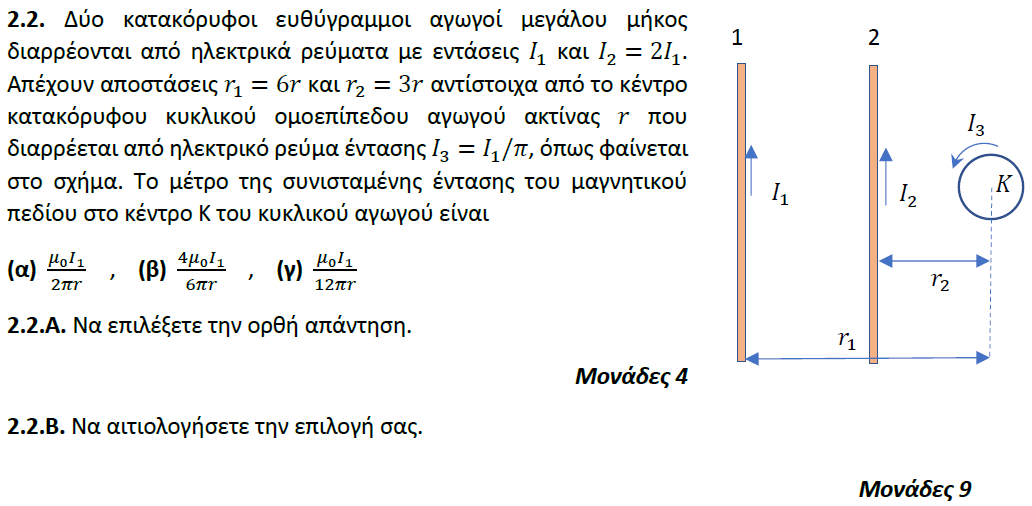 2.2. Δύο κατακόρυφοι ευθύγραμμοι αγωγοί μεγάλου μήκος
διαρρέονται από ηλεκτρικά ρεύματα με εντάσεις I₁ και I₂ = 2I₁.
Απέχουν αποστάσεις r₁ = 6r και r₂ = 3r αντίστοιχα από το κέντρο
κατακόρυφου κυκλικού ομοεπίπεδου αγωγού ακτίνας r που
διαρρέεται από ηλεκτρικό ρεύμα έντασης I₃ = I₁/π, όπως φαίνεται
στο σχήμα. Το μέτρο της συνισταμένης έντασης του μαγνητικού
πεδίου στο κέντρο Κ του κυκλικού αγωγού είναι
(α) μ₀I₁/2πr , (β) 4μ₀I₁/6πr , (γ) μ₀I₁/12πr
2.2.Α. Να επιλέξετε την ορθή απάντηση.
Μονάδες 4
2.2.Β. Να αιτιολογήσετε την επιλογή σας.
Μονάδες 9
1
2
I₃
K
I₁
I₂
r₂
r₁